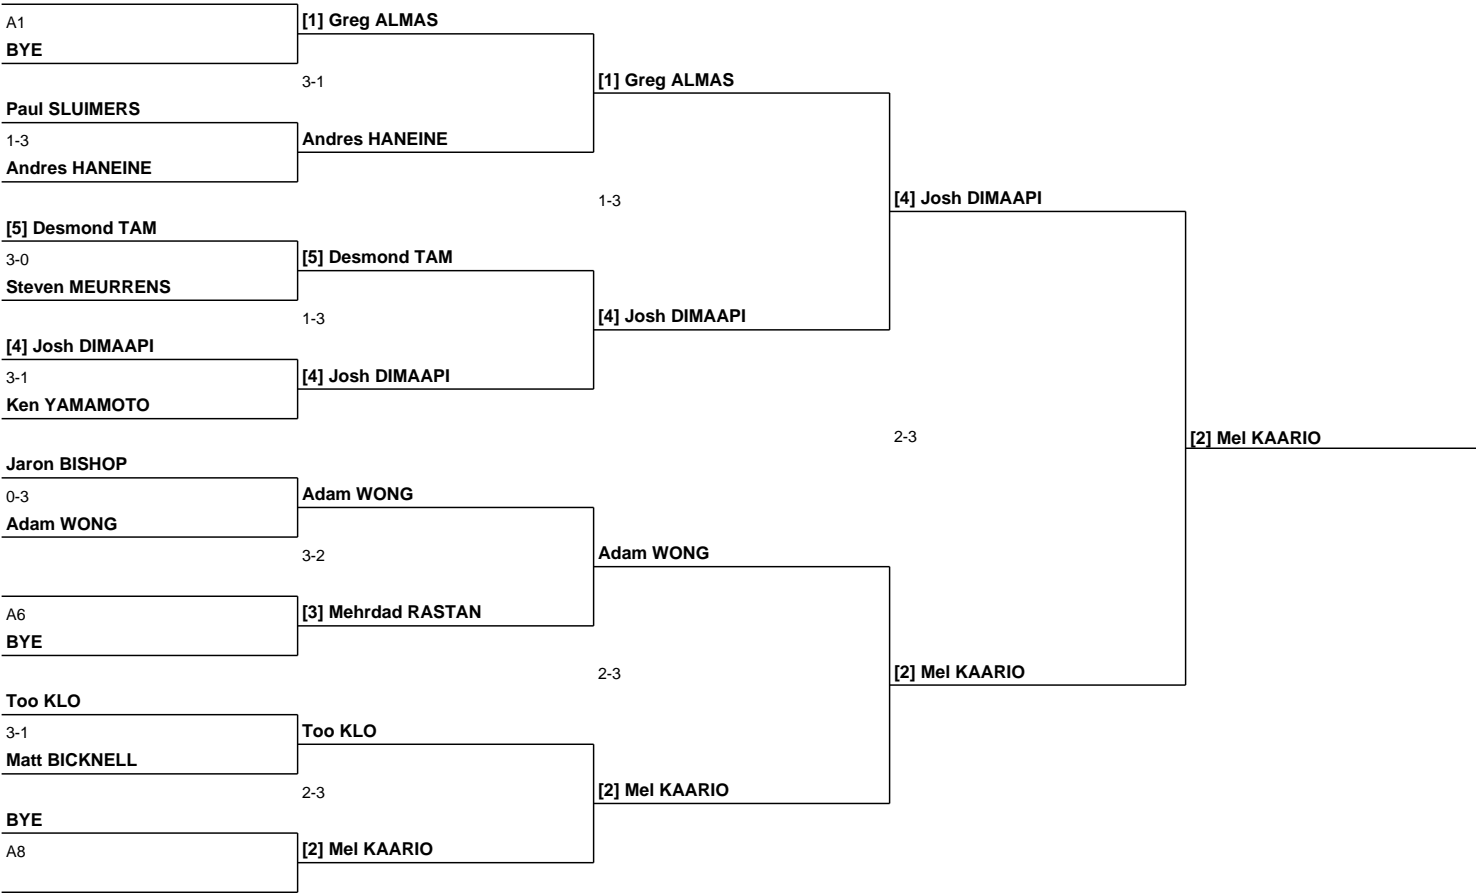 A1
BYE
Paul SLUIMERS
1-3
Andres HANEINE
[5] Desmond TAM
3-0
Steven MEURRENS
[4] Josh DIMAAPI
3-1
Ken YAMAMOTO
Jaron BISHOP
0-3
Adam WONG
A6
BYE
Too KLO
3-1
Matt BICKNELL
BYE
A8
[1] Greg ALMAS
3-1
Andres HANEINE
[5] Desmond TAM
1-3
[4] Josh DIMAAPI
Adam WONG
3-2
[3] Mehrdad RASTAN
Too KLO
2-3
[2] Mel KAARIO
[1] Greg ALMAS
1-3
[4] Josh DIMAAPI
Adam WONG
2-3
[2] Mel KAARIO
[4] Josh DIMAAPI
2-3
[2] Mel KAARIO
[2] Mel KAARIO